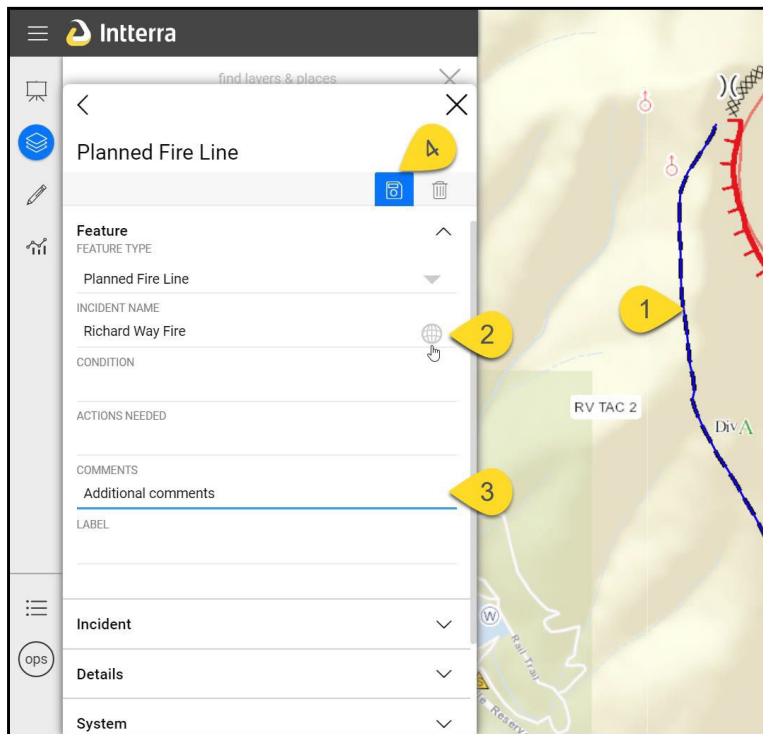 Intterra
find layers & places
Planned Fire Line
4
Feature
FEATURE TYPE
Planned Fire Line
INCIDENT NAME
Richard Way Fire
2
CONDITION
ACTIONS NEEDED
COMMENTS
Additional comments
3
LABEL
Incident
ops
Details
System
1
RV TAC 2
Div A
W
Rail Trail
Reserv